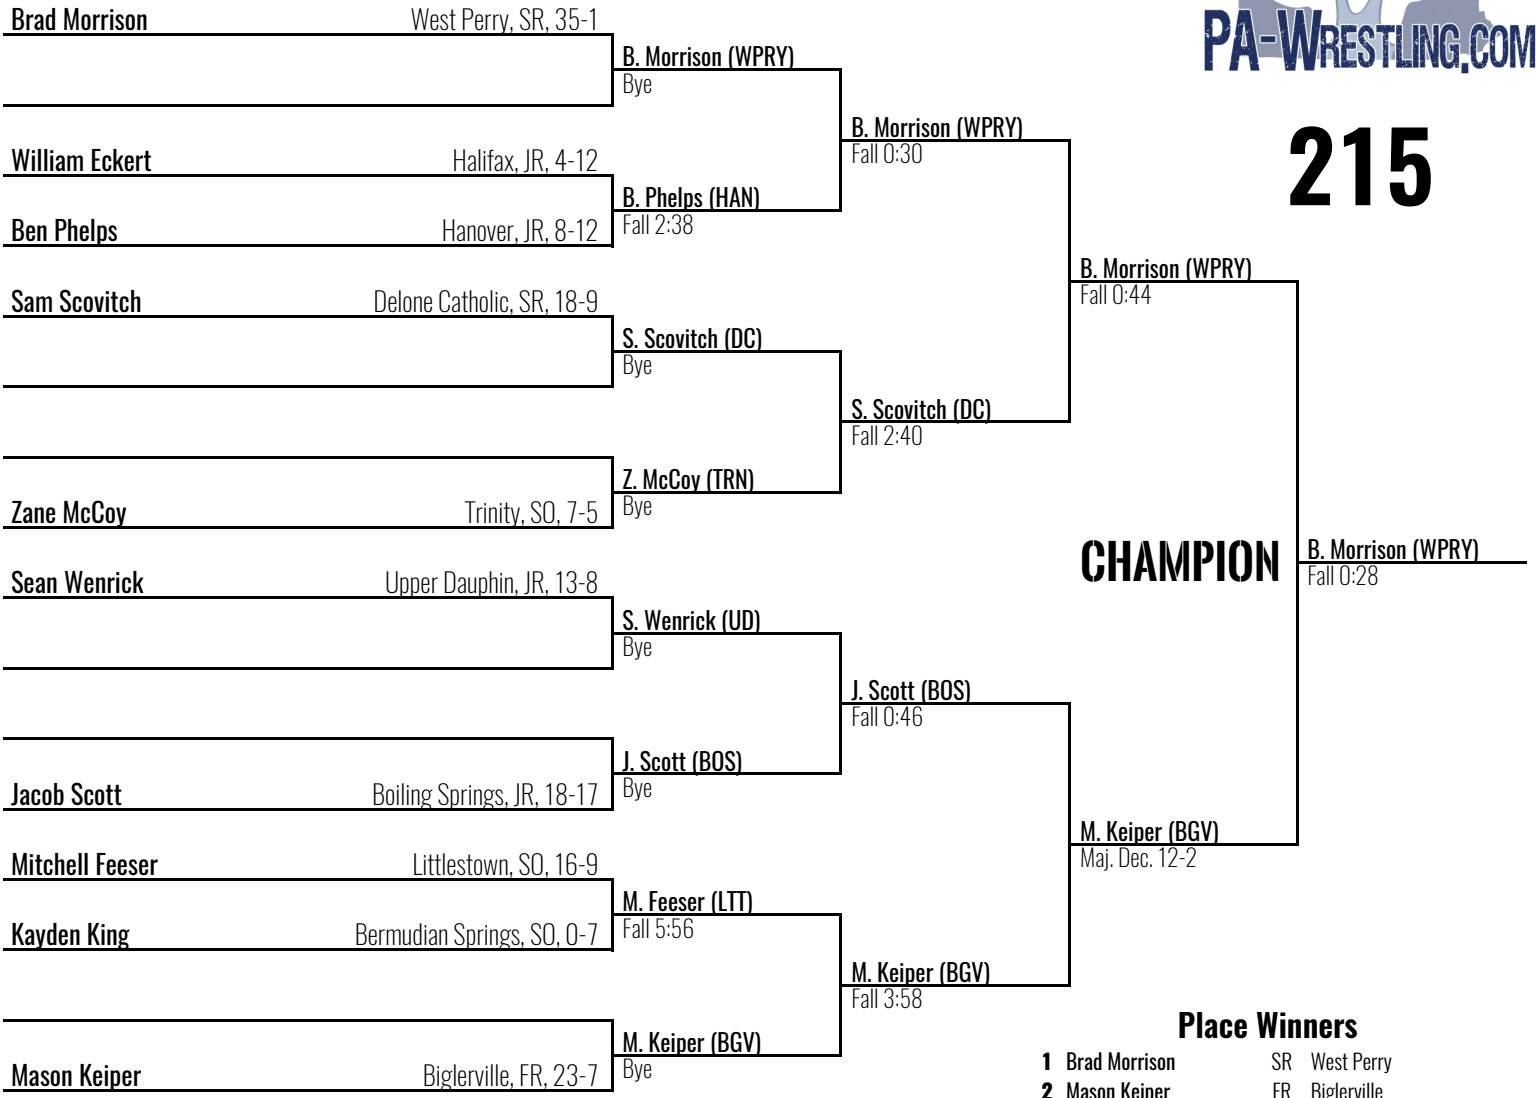 PA-WRESTLING.COM
215
Brad Morrison West Perry, SR, 35-1
William Eckert Halifax, JR, 4-12
Ben Phelps Hanover, JR, 8-12
Sam Scovitch Delone Catholic, SR, 18-9
Zane McCoy Trinity, SO, 7-5
Sean Wenrick Upper Dauphin, JR, 13-8
Jacob Scott Boiling Springs, JR, 18-17
Mitchell Feeser Littlestown, SO, 16-9
Kayden King Bermudian Springs, SO, 0-7
Mason Keiper Biglerville, FR, 23-7
B. Morrison (WPRY)
Bye
B. Phelps (HAN)
Fall 2:38
S. Scovitch (DC)
Bye
Z. McCoy (TRN)
Bye
S. Wenrick (UD)
Bye
J. Scott (BOS)
Bye
M. Feeser (LTT)
Fall 5:56
M. Keiper (BGV)
Bye
B. Morrison (WPRY)
Fall 0:30
S. Scovitch (DC)
Fall 2:40
J. Scott (BOS)
Fall 0:46
M. Keiper (BGV)
Fall 3:58
B. Morrison (WPRY)
Fall 0:44
M. Keiper (BGV)
Maj. Dec. 12-2
CHAMPION
B. Morrison (WPRY)
Fall 0:28
Place Winners
1 Brad Morrison SR West Perry
2 Mason Keiper FR Biglerville